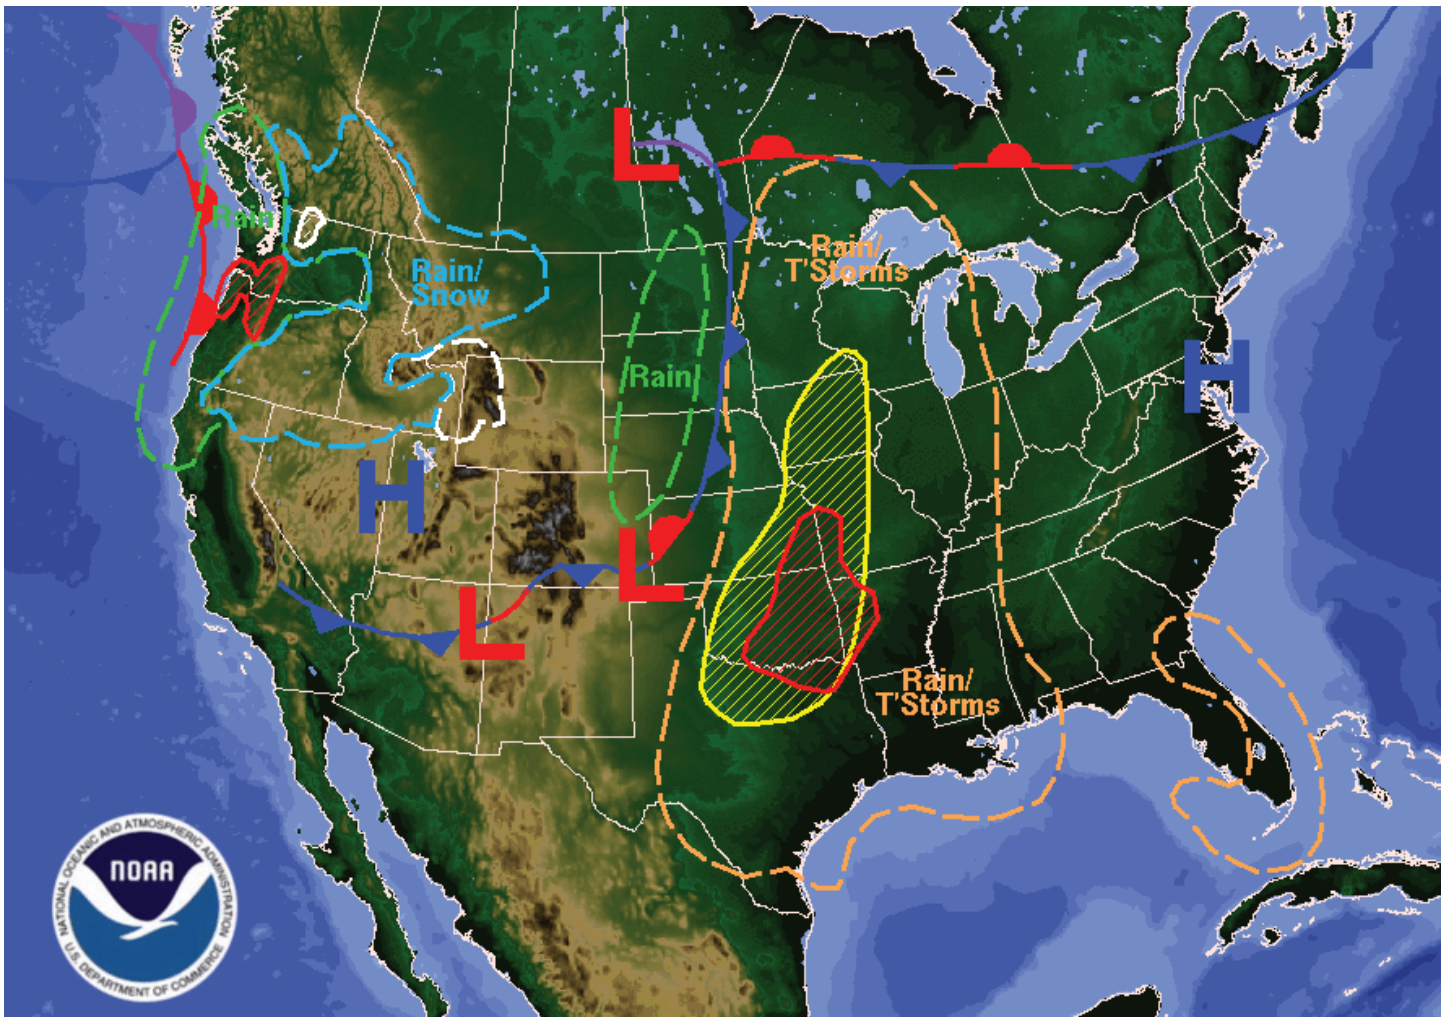 L
Rain
Rain/
T'Storms
Rain/
Snow
H
Rain
H
L
L
Rain/
T'Storms
NATIONAL OCEANIC AND ATMOSPHERIC ADMINISTRATION
NOAA
U.S. DEPARTMENT OF COMMERCE